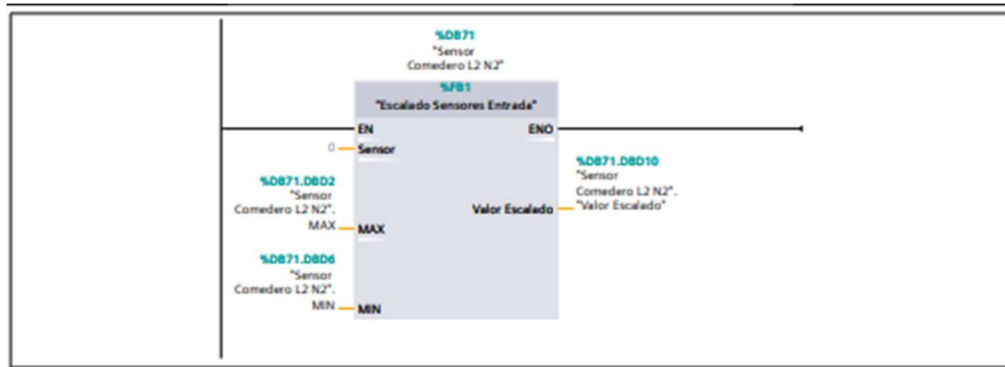 %DB71
"Sensor
Comedero L2 N2"
%FB1
"Escalado Sensores Entrada"
EN
ENO
0
Sensor
%DB71.DBD2
"Sensor
Comedero L2 N2".
MAX
MAX
%DB71.DBD10
"Sensor
Comedero L2 N2".
"Valor Escalado"
Valor Escalado
%DB71.DBD6
"Sensor
Comedero L2 N2".
MIN
MIN